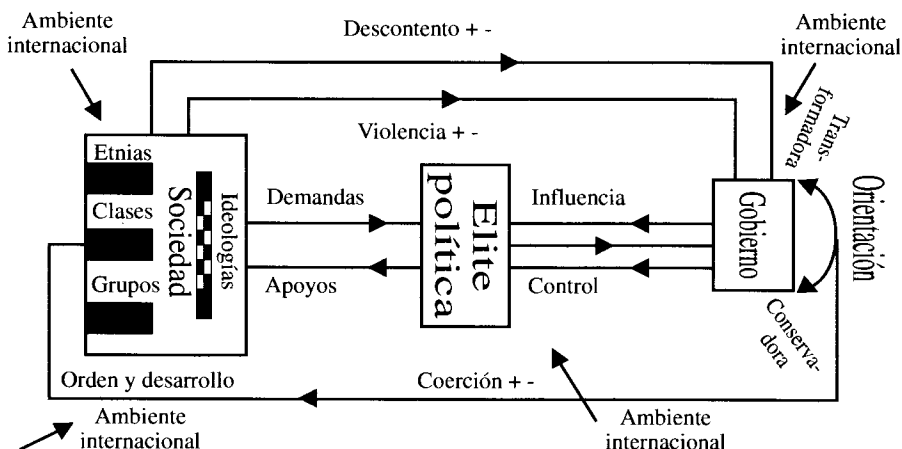 Ambiente
internacional
Descontento + -
Ambiente
internacional
Violencia + -
Trans-
formadora
Orientación
Etnias
Clases
Grupos
Sociedad
Ideologías
Demandas
Apoyos
Elite
política
Influencia
Control
Gobierno
Conserva-
dora
Orden y desarrollo
Coerción + -
Ambiente
internacional
Ambiente
internacional